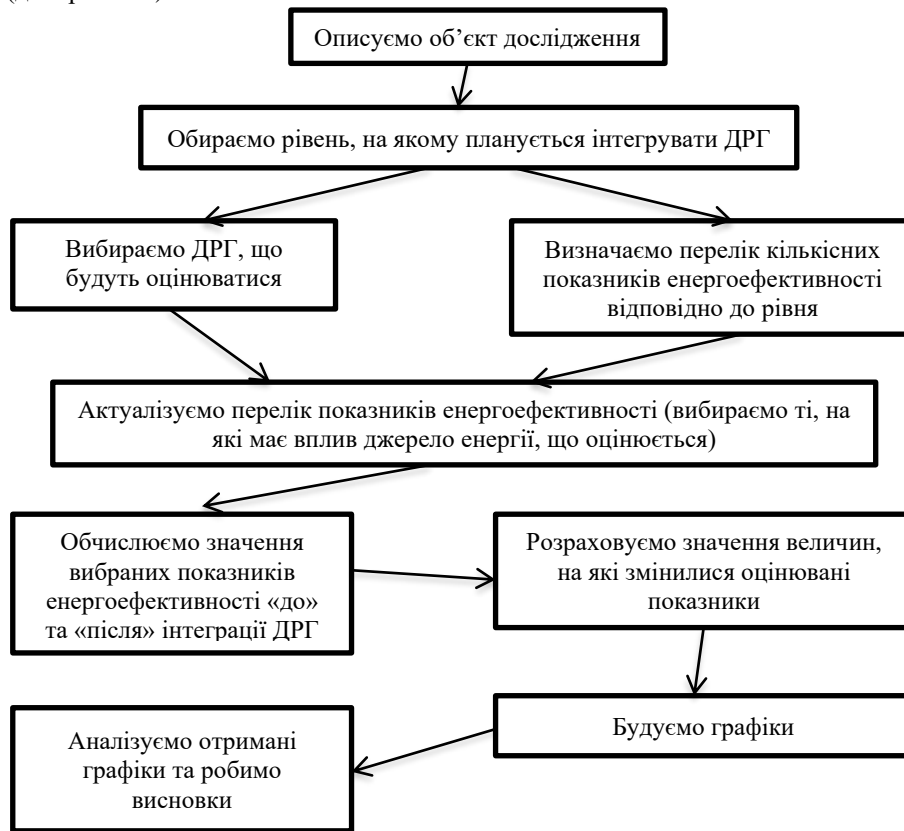 Описуємо об’єкт дослідження
Обираємо рівень, на якому планується інтегрувати ДРГ
Вибираємо ДРГ, що
будуть оцінюватися
Визначаємо перелік кількісних
показників енергоефективності
відповідно до рівня
Актуалізуємо перелік показників енергоефективності (вибираємо ті, на
які має вплив джерело енергії, що оцінюється)
Обчислюємо значення
вибраних показників
енергоефективності «до»
та «після» інтеграції ДРГ
Розраховуємо значення величин,
на які змінилися оцінювані
показники
Будуємо графіки
Аналізуємо отримані
графіки та робимо
висновки